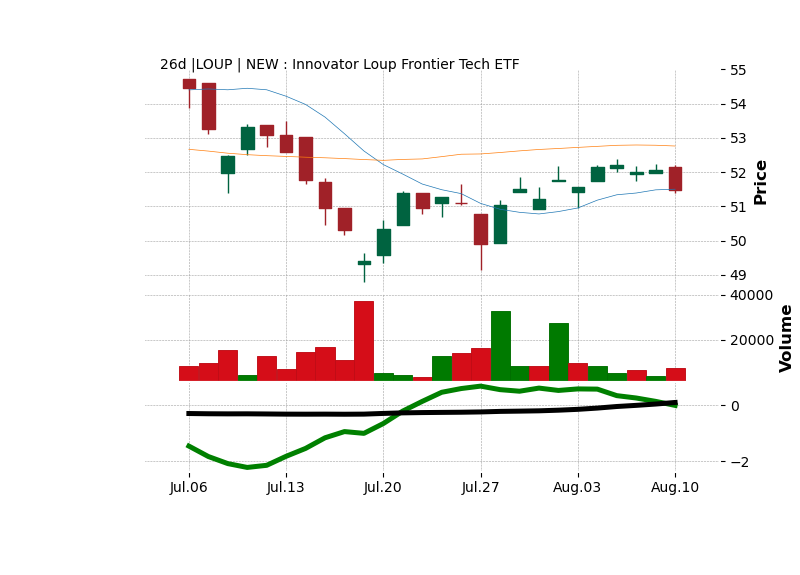 26d |LOUP | NEW : Innovator Loup Frontier Tech ETF
55
54
53
52
51
50
49
Price
40000
20000
Volume
0
−2
Jul.06 Jul.13 Jul.20 Jul.27 Aug.03 Aug.10